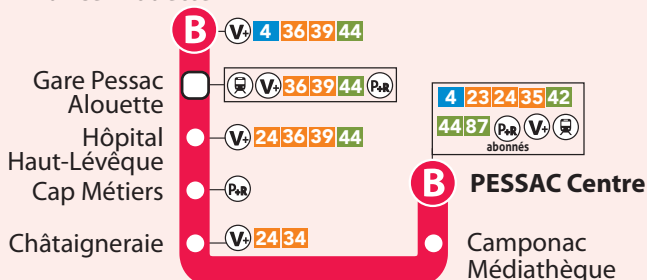 B V+ 4 36 39 44
Gare Pessac
Alouette
V+ 36 39 44 P+R
Hôpital
Haut-Lévêque
V+ 24 36 39 44
Cap Métiers
P+R
Châtaigneraie
V+ 24 34
4 23 24 35 42
44 87 P+R V+
abonnés
B PESSAC Centre
Camponac
Médiathèque